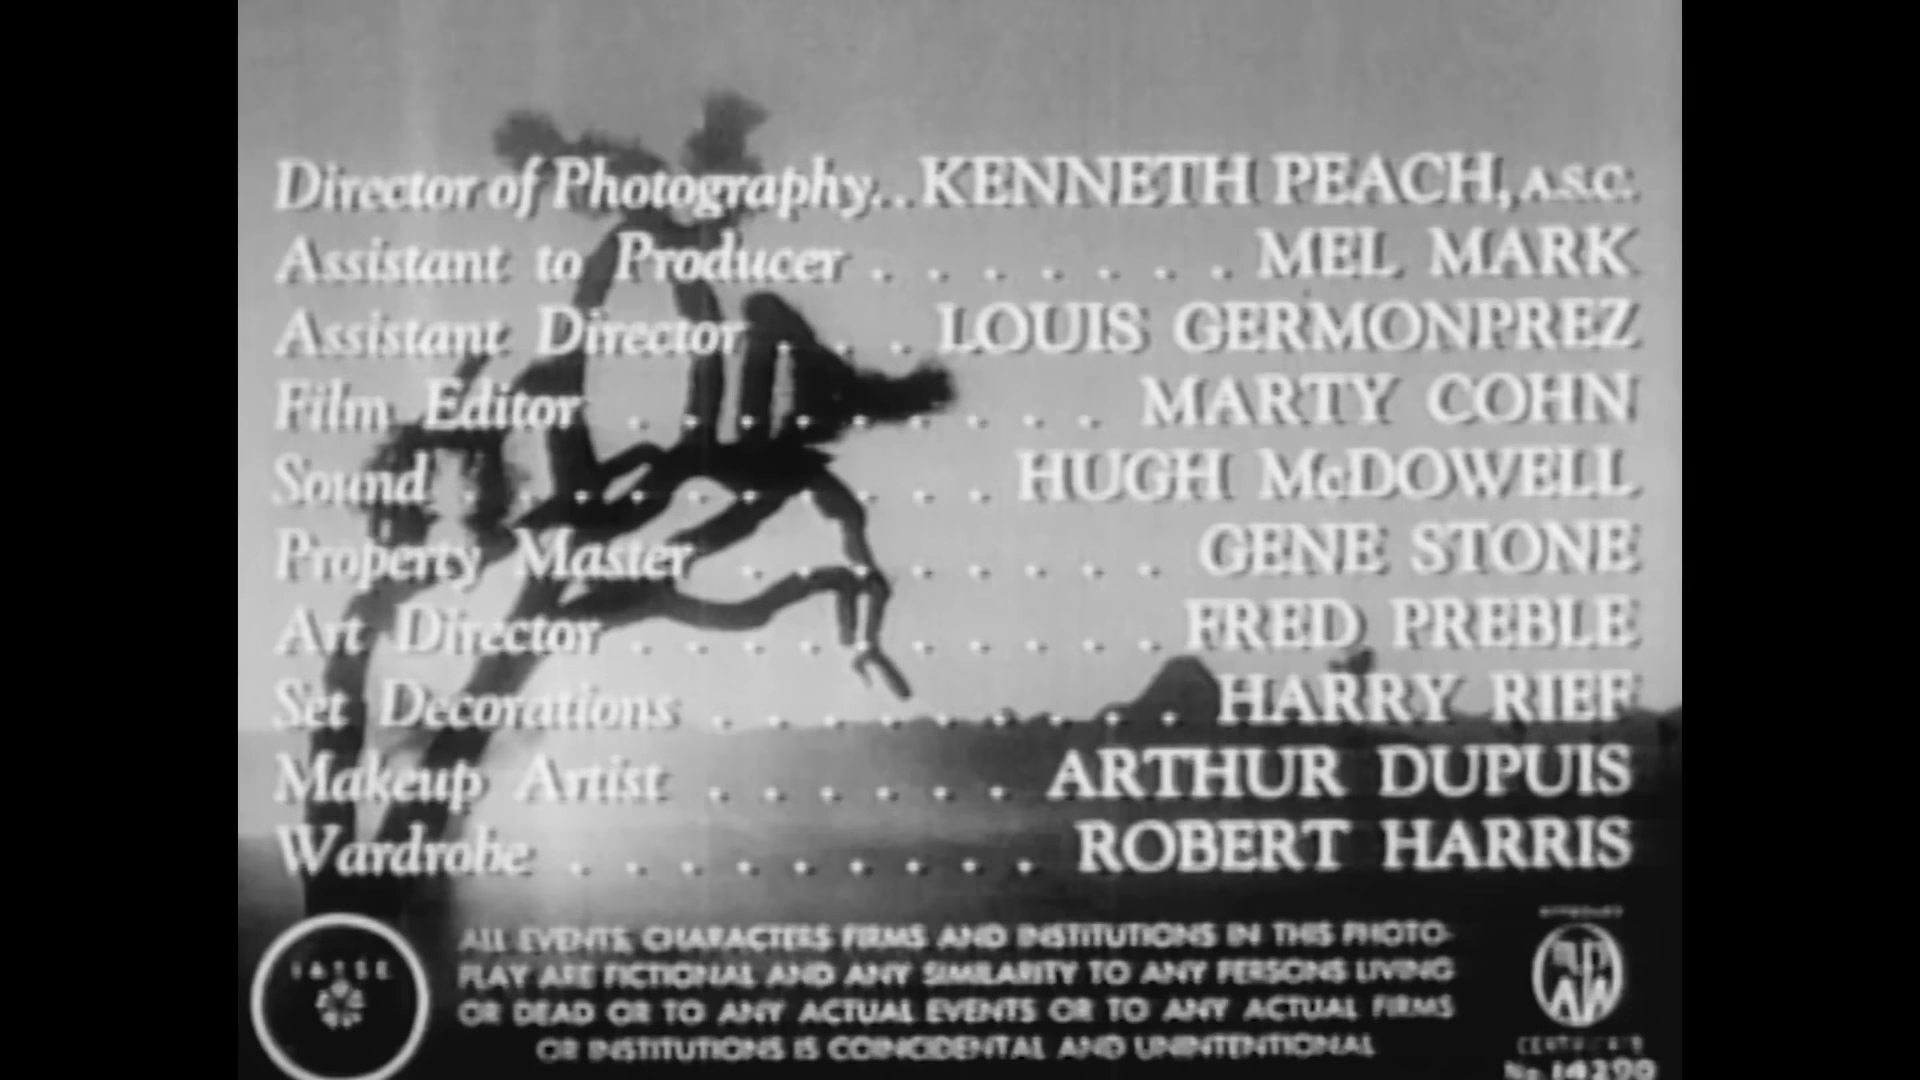 Director of Photography...KENNETH PEACH, A.S.C.
Assistant to Producer . . . . . . . MEL MARK
Assistant Director . . . LOUIS GERMONPREZ
Film Editor . . . . . . . . . MARTY COHN
Sound . . . . . . . . . . HUGH McDOWELL
Property Master . . . . . . . . GENE STONE
Art Director . . . . . . . . . . FRED PREBLE
Set Decorations . . . . . . . . . HARRY RIEF
Makeup Artist . . . . . . ARTHUR DUPUIS
Wardrobe . . . . . . . . . ROBERT HARRIS
IATSE
ALL EVENTS, CHARACTERS FIRMS AND INSTITUTIONS IN THIS PHOTO-
PLAY ARE FICTIONAL AND ANY SIMILARITY TO ANY PERSONS LIVING
OR DEAD OR TO ANY ACTUAL EVENTS OR TO ANY ACTUAL FIRMS
OR INSTITUTIONS IS COINCIDENTAL AND UNINTENTIONAL
APPROVED
CERTIFICATE
No.